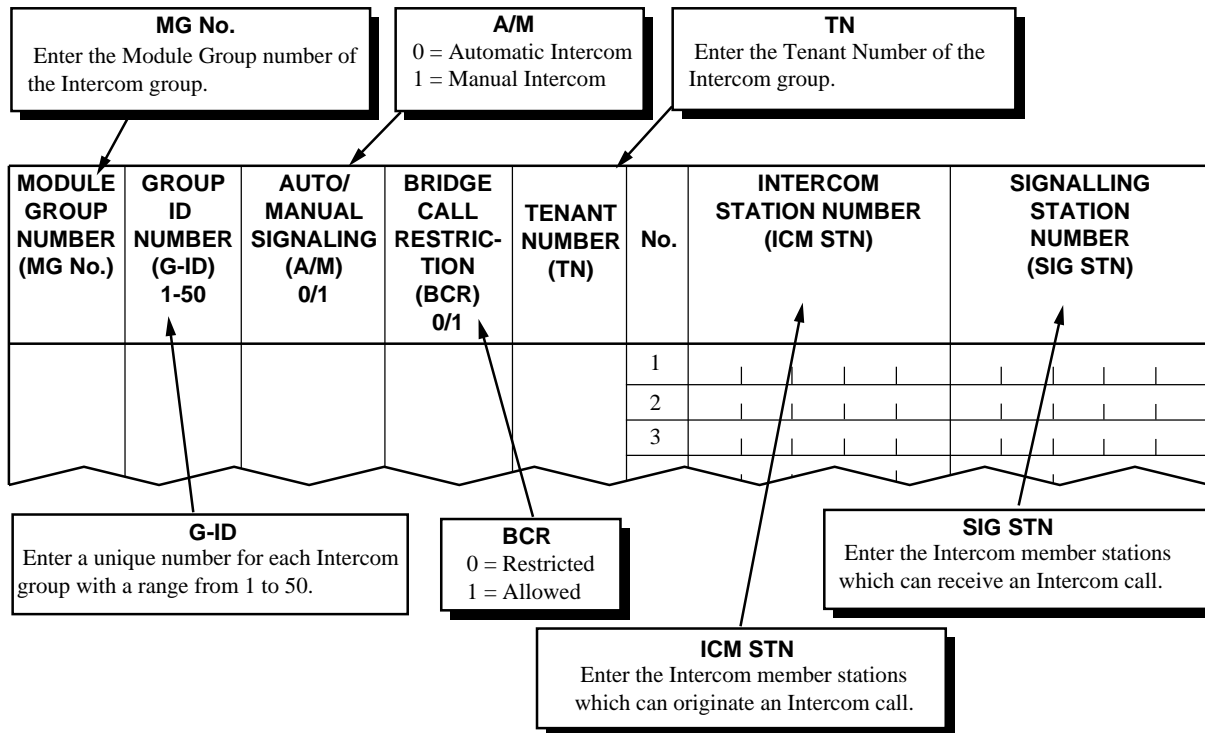 MG No.
Enter the Module Group number of
the Intercom group.
A/M
0 = Automatic Intercom
1 = Manual Intercom
TN
Enter the Tenant Number of the
Intercom group.
MODULE
GROUP
NUMBER
(MG No.)
GROUP
ID
NUMBER
(G-ID)
1-50
AUTO/
MANUAL
SIGNALING
(A/M)
0/1
BRIDGE
CALL
RESTRIC-
TION
(BCR)
0/1
TENANT
NUMBER
(TN)
No.
INTERCOM
STATION NUMBER
(ICM STN)
SIGNALLING
STATION
NUMBER
(SIG STN)
1
2
3
G-ID
Enter a unique number for each Intercom
group with a range from 1 to 50.
BCR
0 = Restricted
1 = Allowed
SIG STN
Enter the Intercom member stations
which can receive an Intercom call.
ICM STN
Enter the Intercom member stations
which can originate an Intercom call.